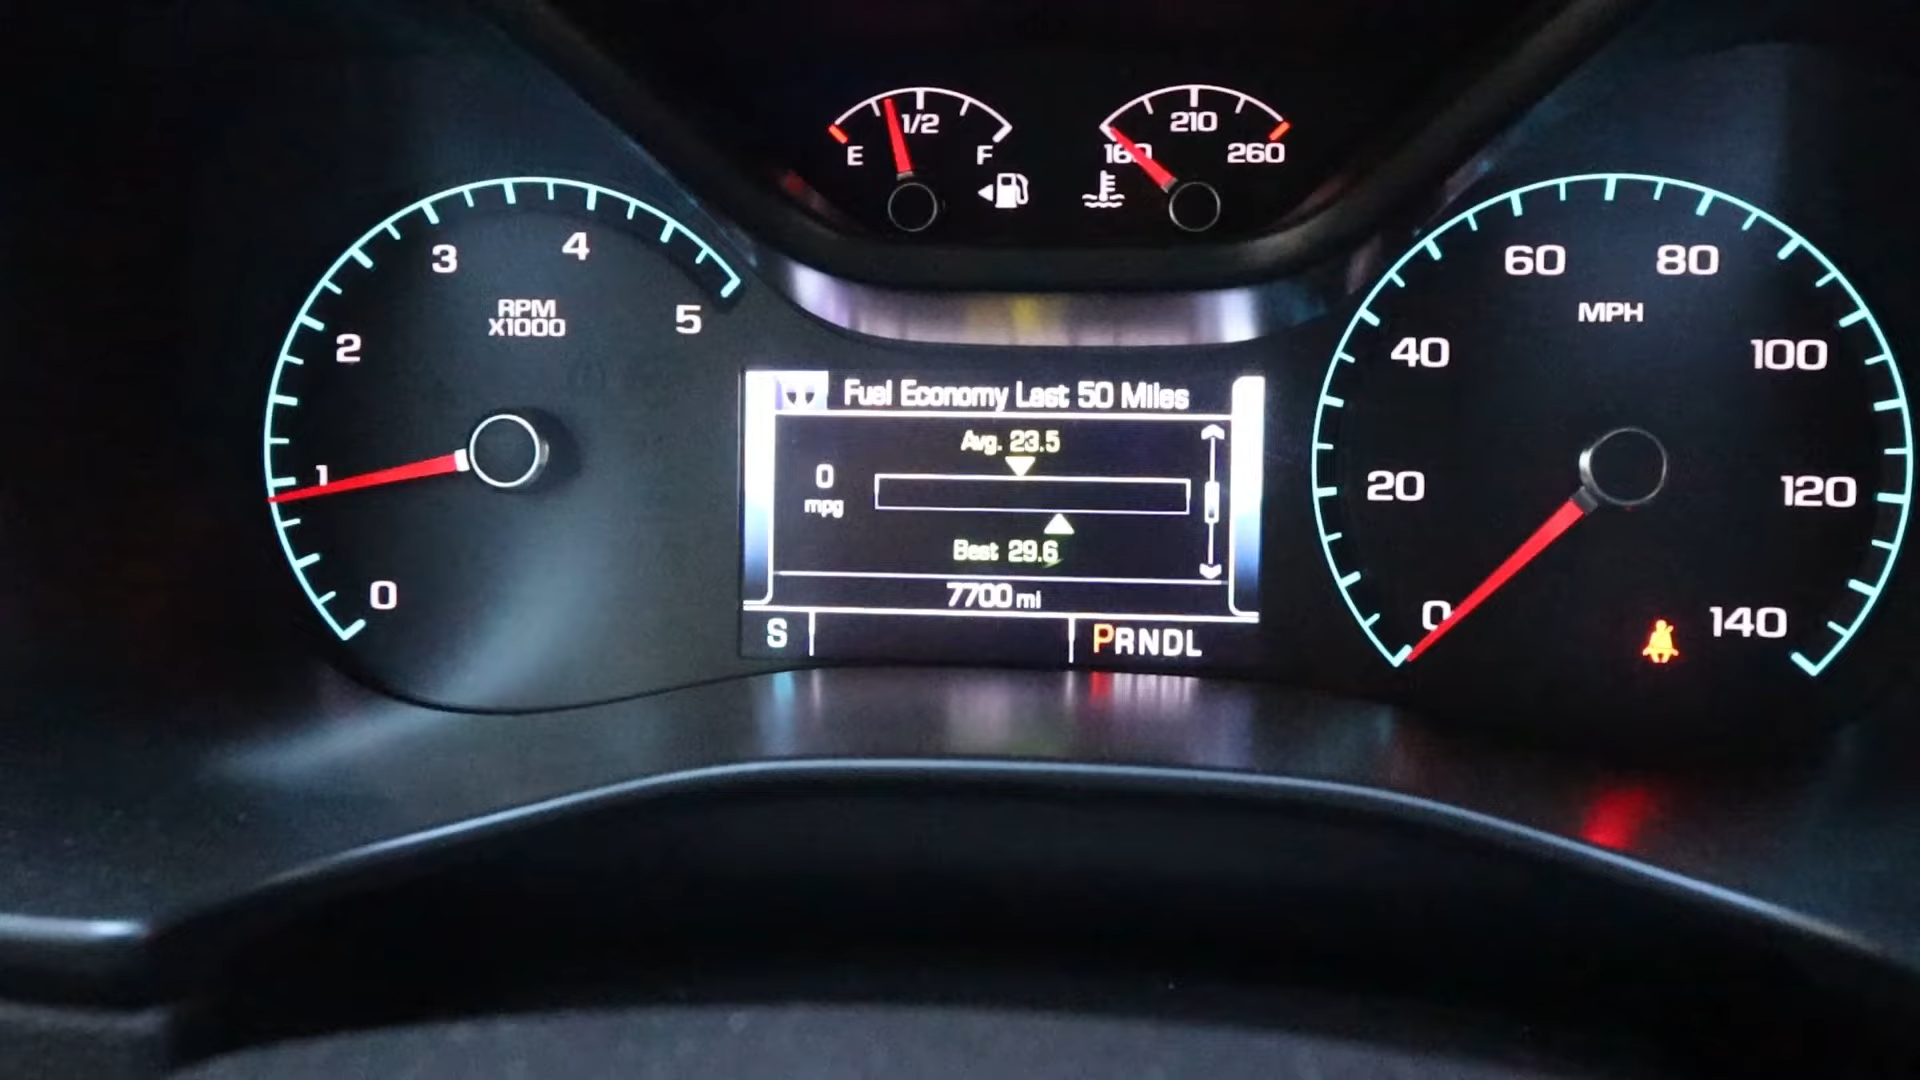 1/2
E F
210
160 260
RPM
X1000
0
1
2
3
4
5
Fuel Economy Last 50 Miles
Avg. 23.5
0
mpg
Best 29.6
7700 mi
S
PRNDL
MPH
0
20
40
60
80
100
120
140